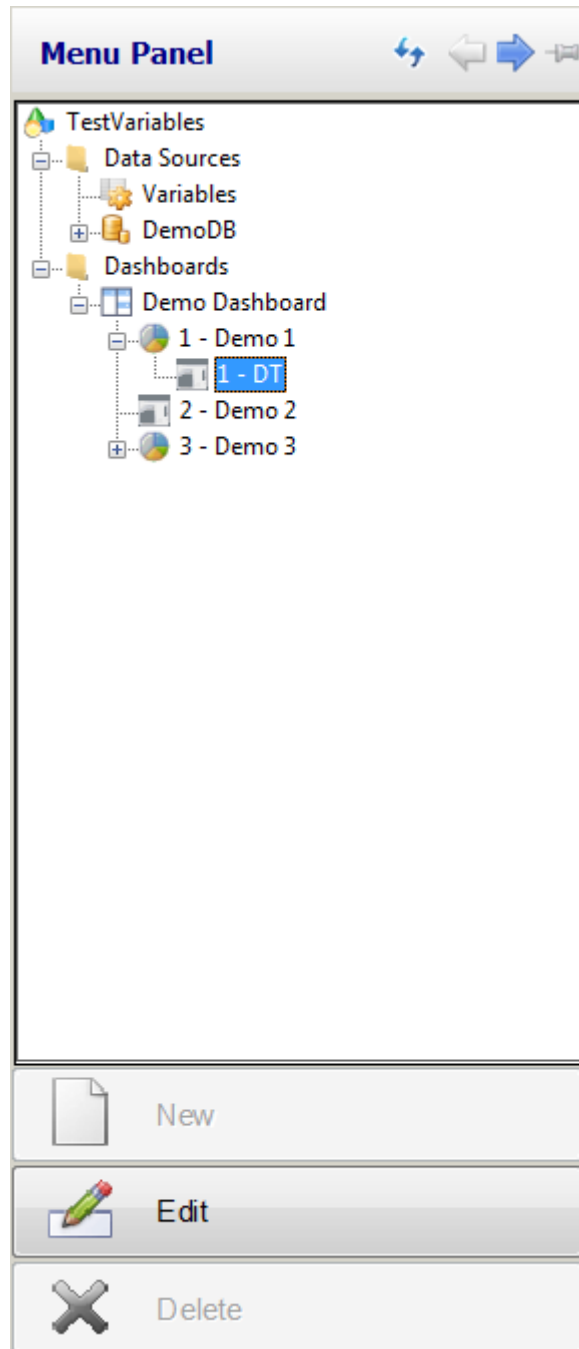 Menu Panel
TestVariables
Data Sources
Variables
DemoDB
Dashboards
Demo Dashboard
1 - Demo 1
1 - DT
2 - Demo 2
3 - Demo 3
New
Edit
Delete